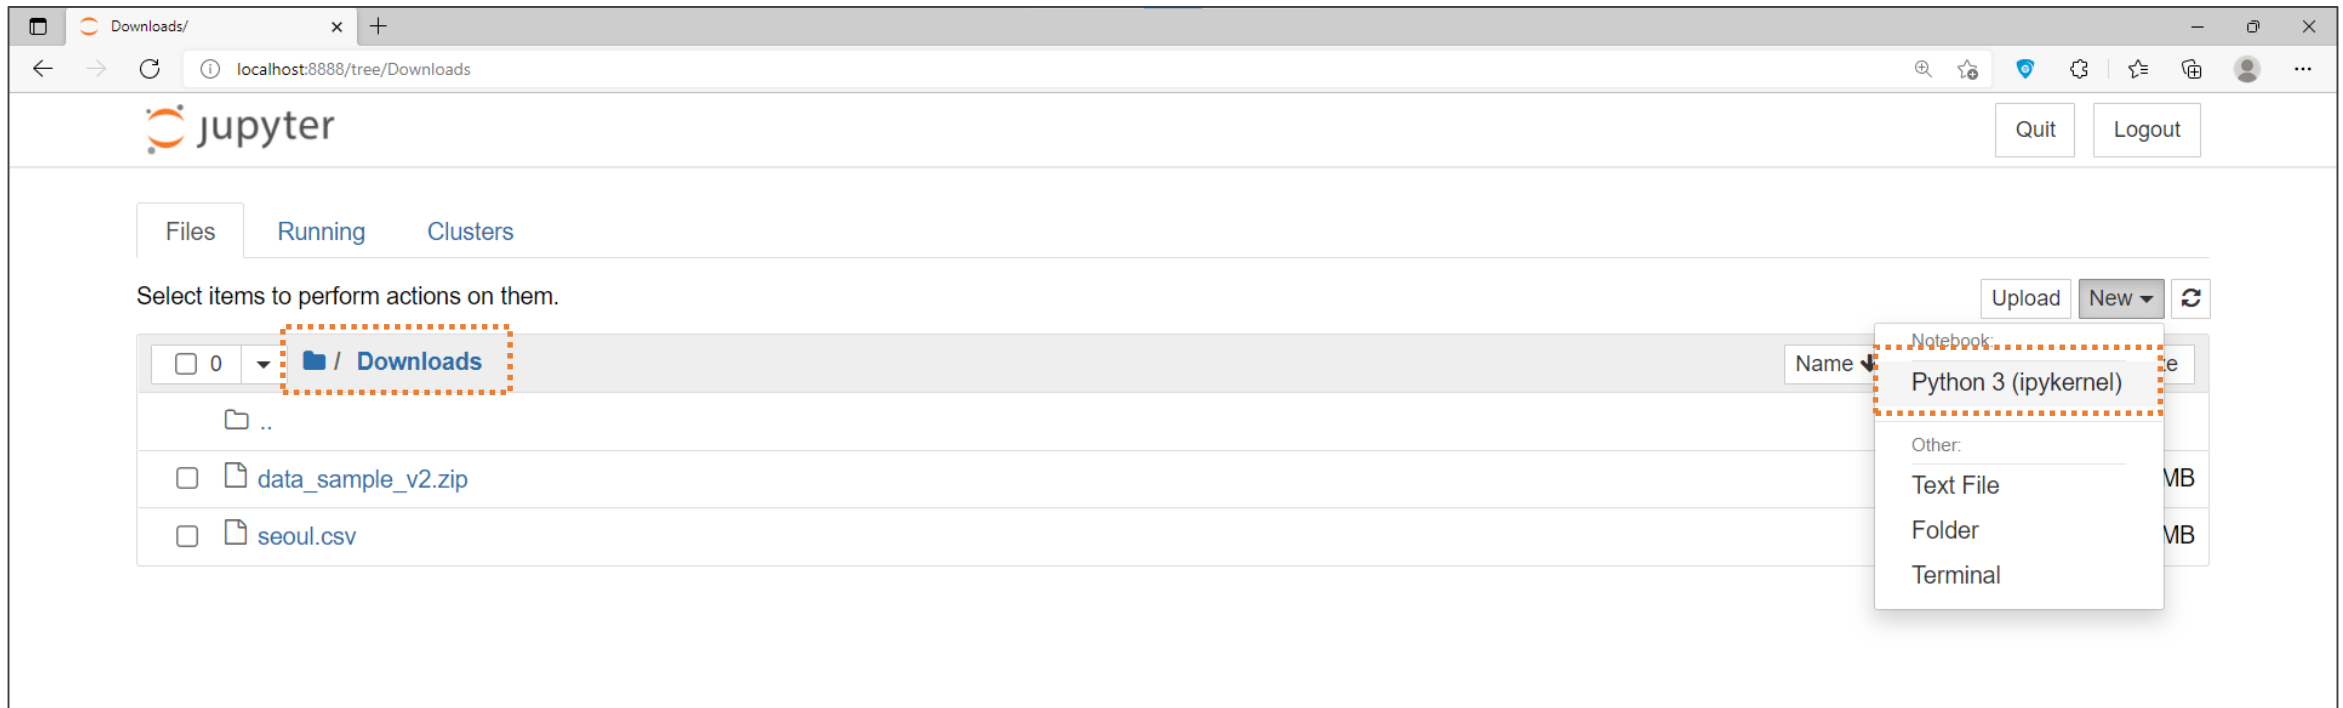 Downloads/
localhost:8888/tree/Downloads
jupyter
Quit Logout
Files Running Clusters
Select items to perform actions on them.
Upload New
0 / Downloads Name
Notebook:
Python 3 (ipykernel)
..
Other:
data_sample_v2.zip MB
Text File
seoul.csv MB
Folder
Terminal